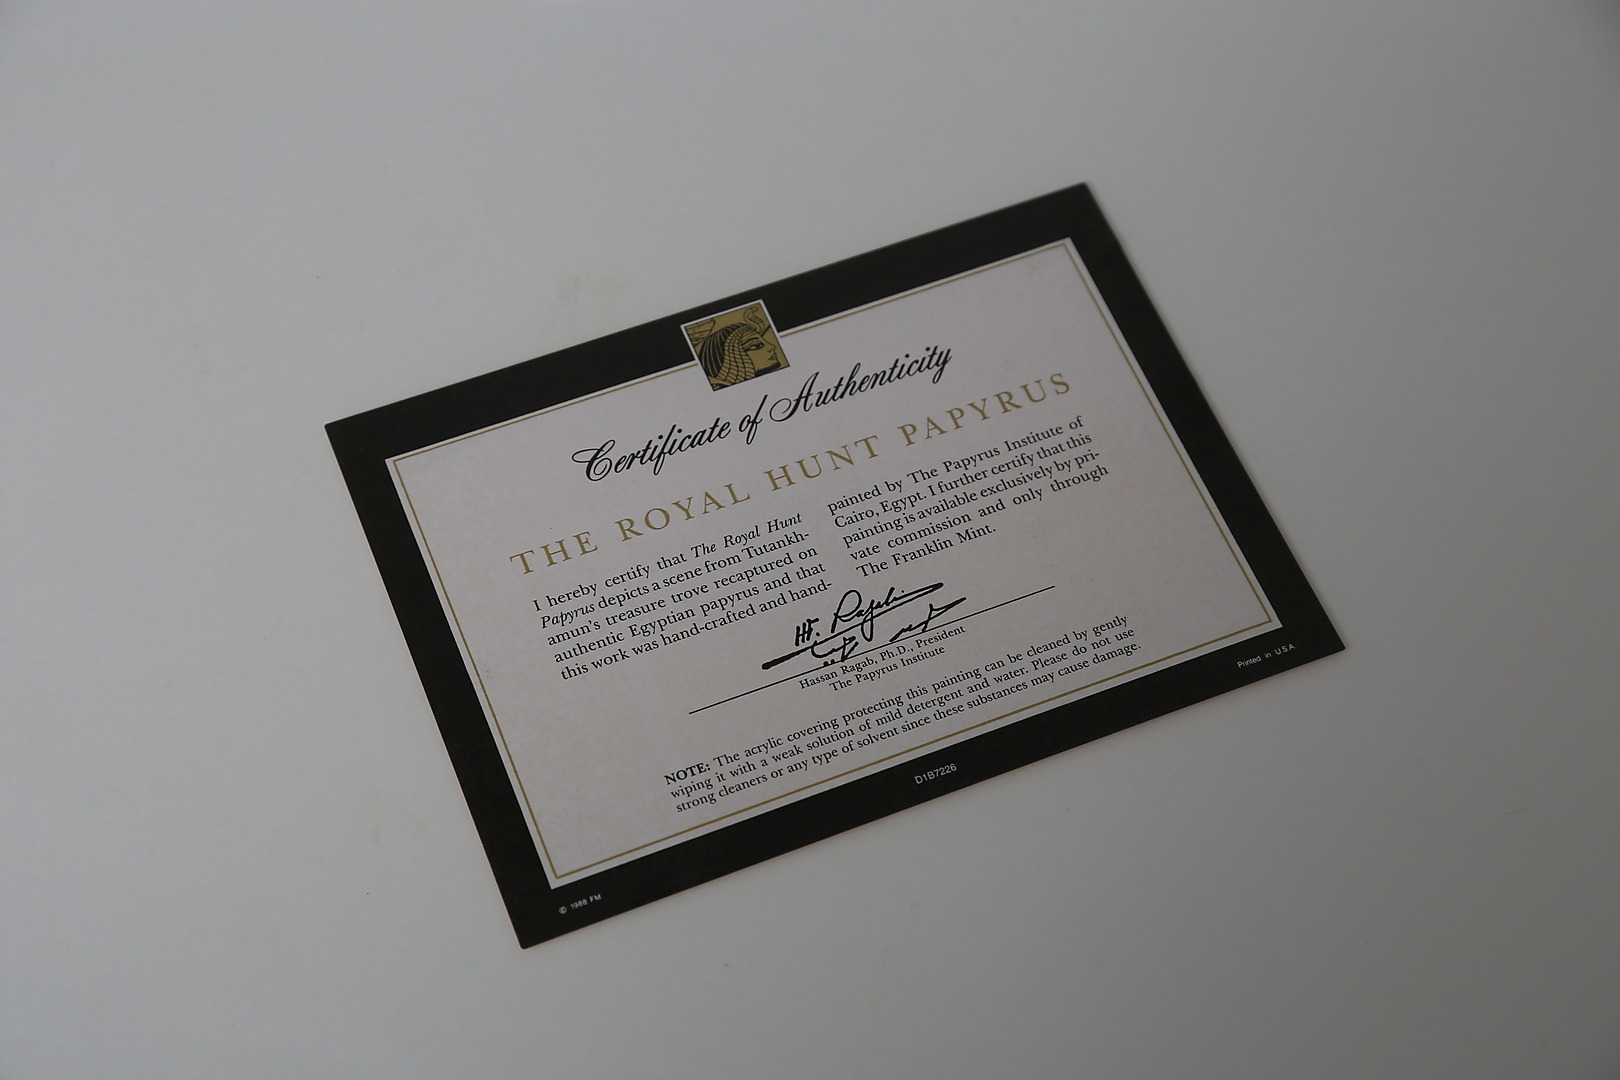 Certificate of Authenticity
THE ROYAL HUNT PAPYRUS
I hereby certify that The Royal Hunt
Papyrus depicts a scene from Tutankh-
amun's treasure trove recaptured on
authentic Egyptian papyrus and that
this work was hand-crafted and hand-
painted by The Papyrus Institute of
Cairo, Egypt. I further certify that this
painting is available exclusively by pri-
vate commission and only through
The Franklin Mint.
Hassan Ragab, Ph.D., President
The Papyrus Institute
NOTE: The acrylic covering protecting this painting can be cleaned by gently
wiping it with a weak solution of mild detergent and water. Please do not use
strong cleaners or any type of solvent since these substances may cause damage.
© 1988 FM
D1B7226
Printed in U.S.A.